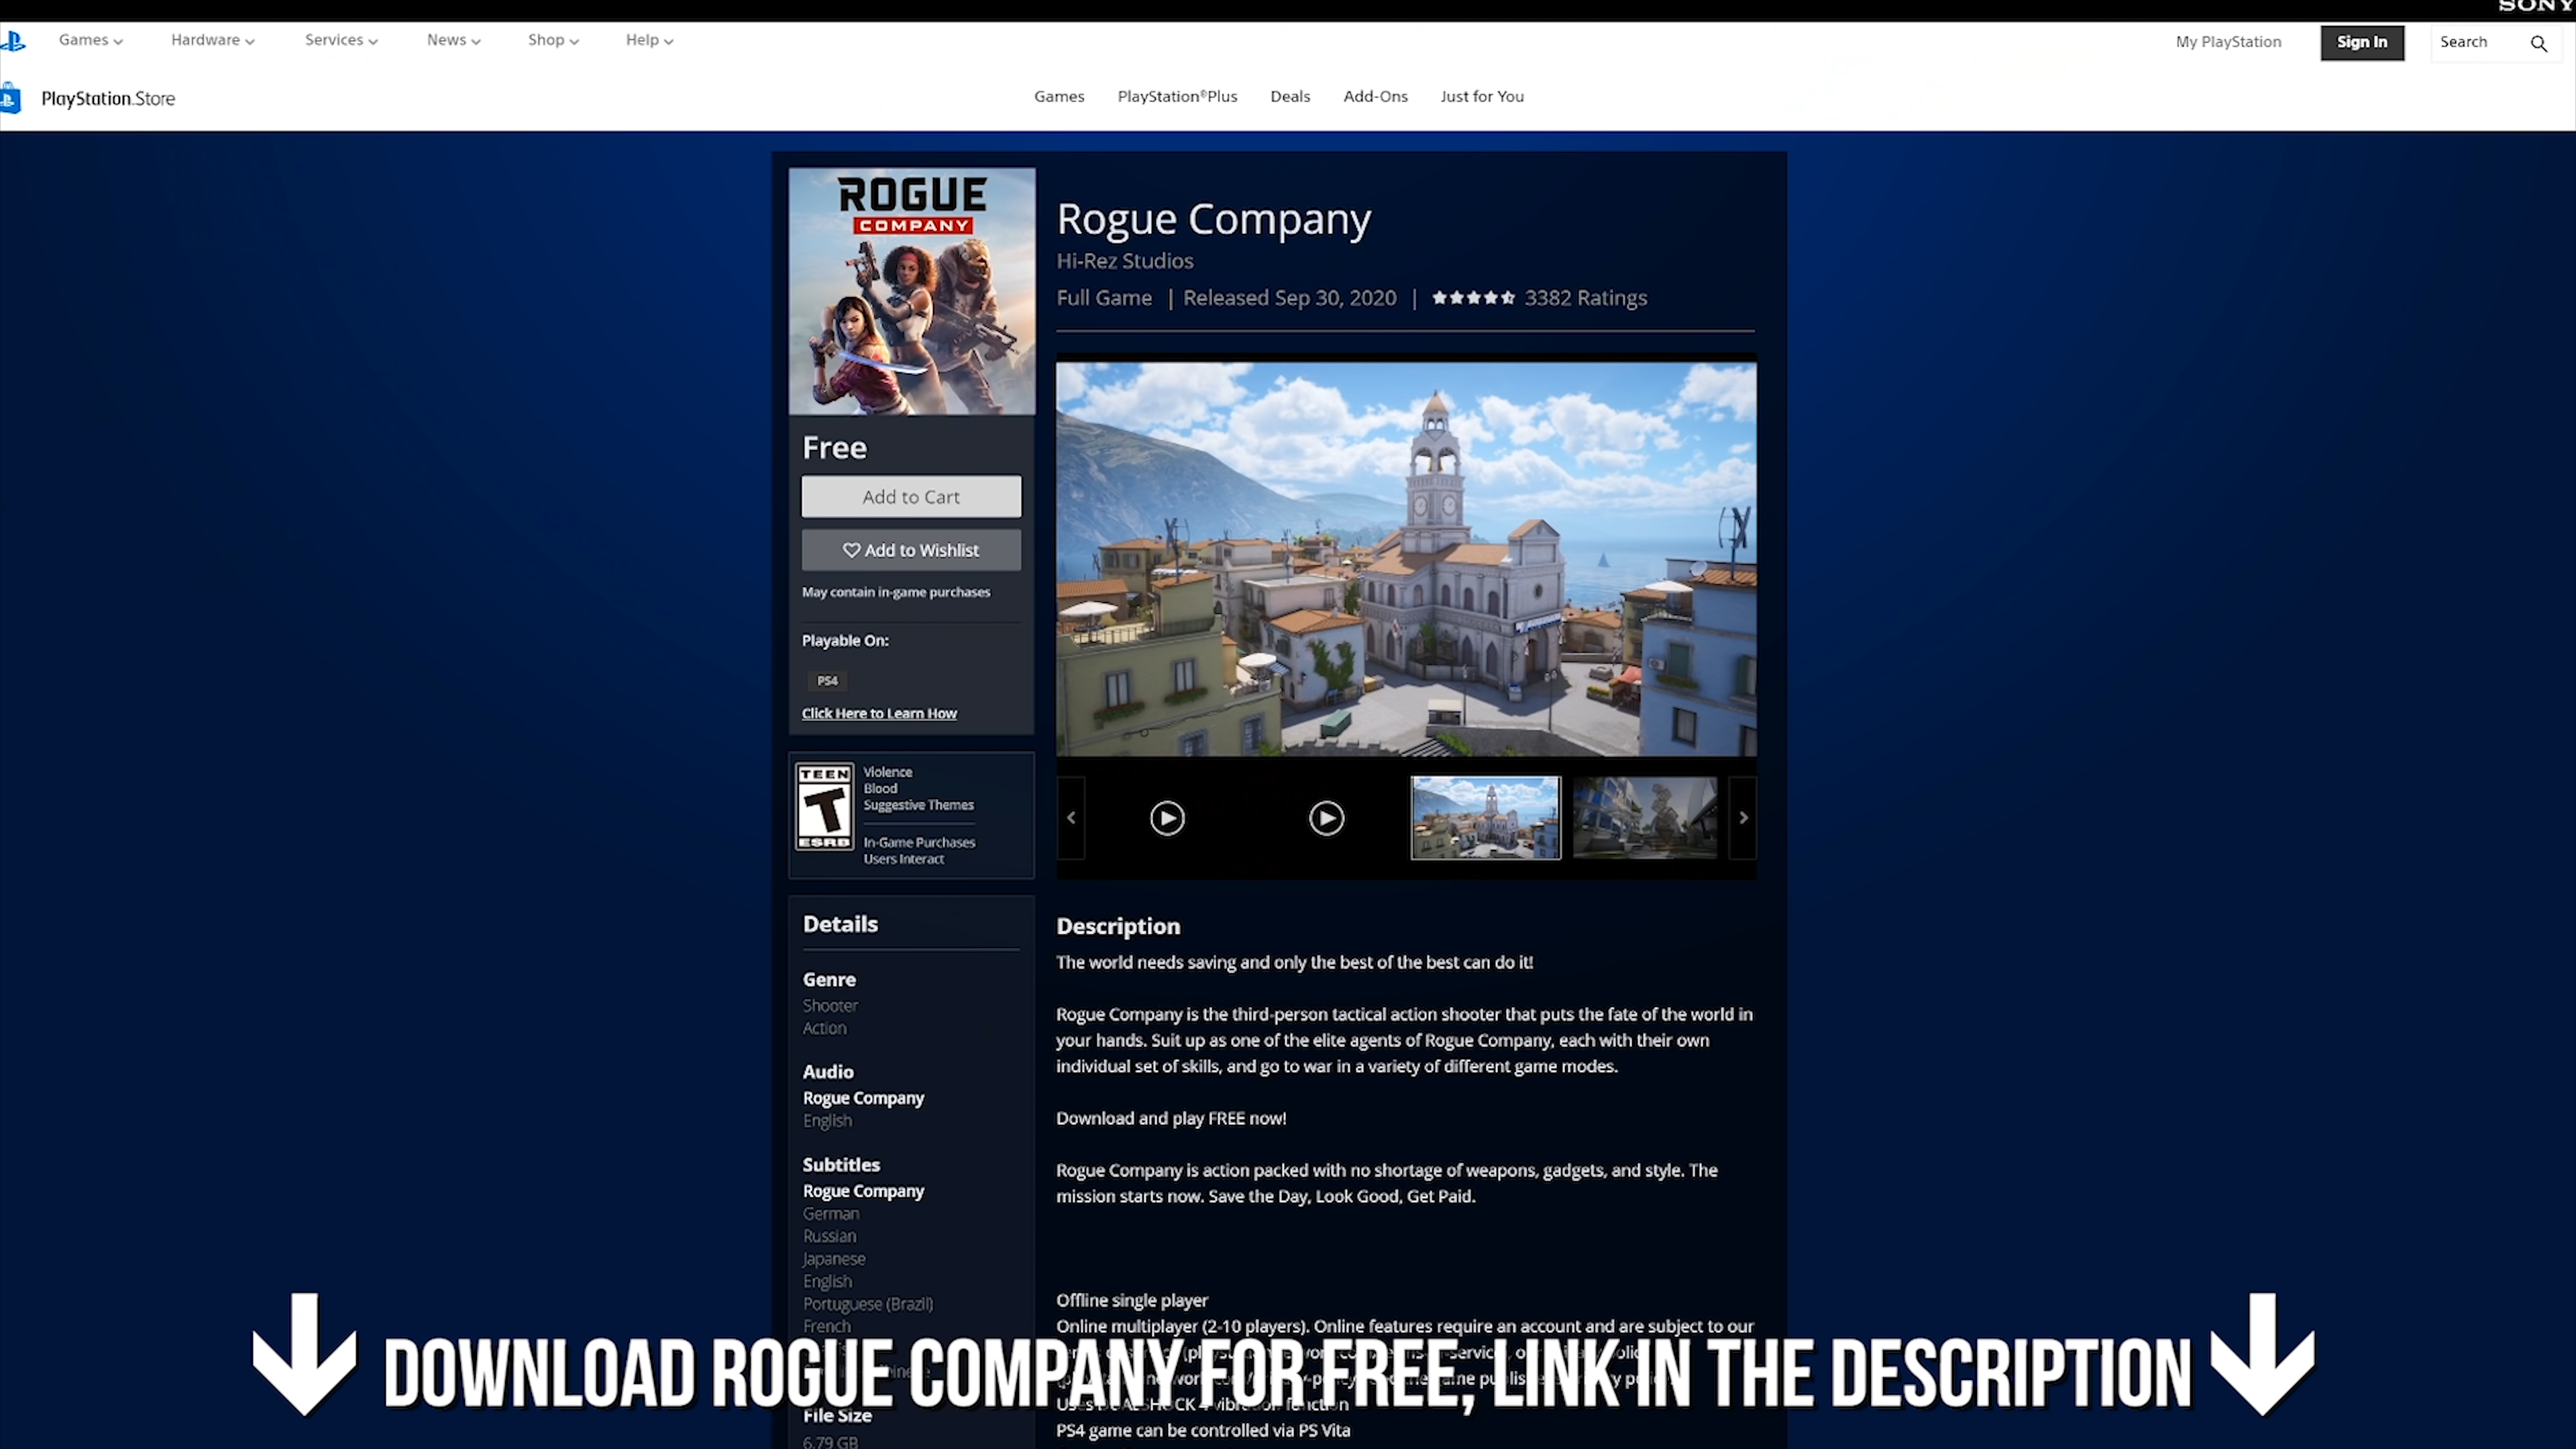 SONY
Games
Hardware
Services
News
Shop
Help
My PlayStation
Sign In
Search
PlayStation.Store
Games
PlayStation®Plus
Deals
Add-Ons
Just for You
ROGUE
COMPANY
Rogue Company
Hi-Rez Studios
Full Game | Released Sep 30, 2020 | 3382 Ratings
Free
Add to Cart
Add to Wishlist
May contain in-game purchases
Playable On:
PS4
Click Here to Learn How
TEEN
T
ESRB
Violence
Blood
Suggestive Themes
In-Game Purchases
Users Interact
Details
Genre
Shooter
Action
Audio
Rogue Company
English
Subtitles
Rogue Company
German
Russian
Japanese
English
Portuguese (Brazil)
French
File Size
6.79 GB
Description
The world needs saving and only the best of the best can do it!
Rogue Company is the third-person tactical action shooter that puts the fate of the world in
your hands. Suit up as one of the elite agents of Rogue Company, each with their own
individual set of skills, and go to war in a variety of different game modes.
Download and play FREE now!
Rogue Company is action packed with no shortage of weapons, gadgets, and style. The
mission starts now. Save the Day, Look Good, Get Paid.
Offline single player
Online multiplayer (2-10 players). Online features require an account and are subject to our
vibration function
PS4 game can be controlled via PS Vita
DOWNLOAD ROGUE COMPANY FOR FREE, LINK IN THE DESCRIPTION